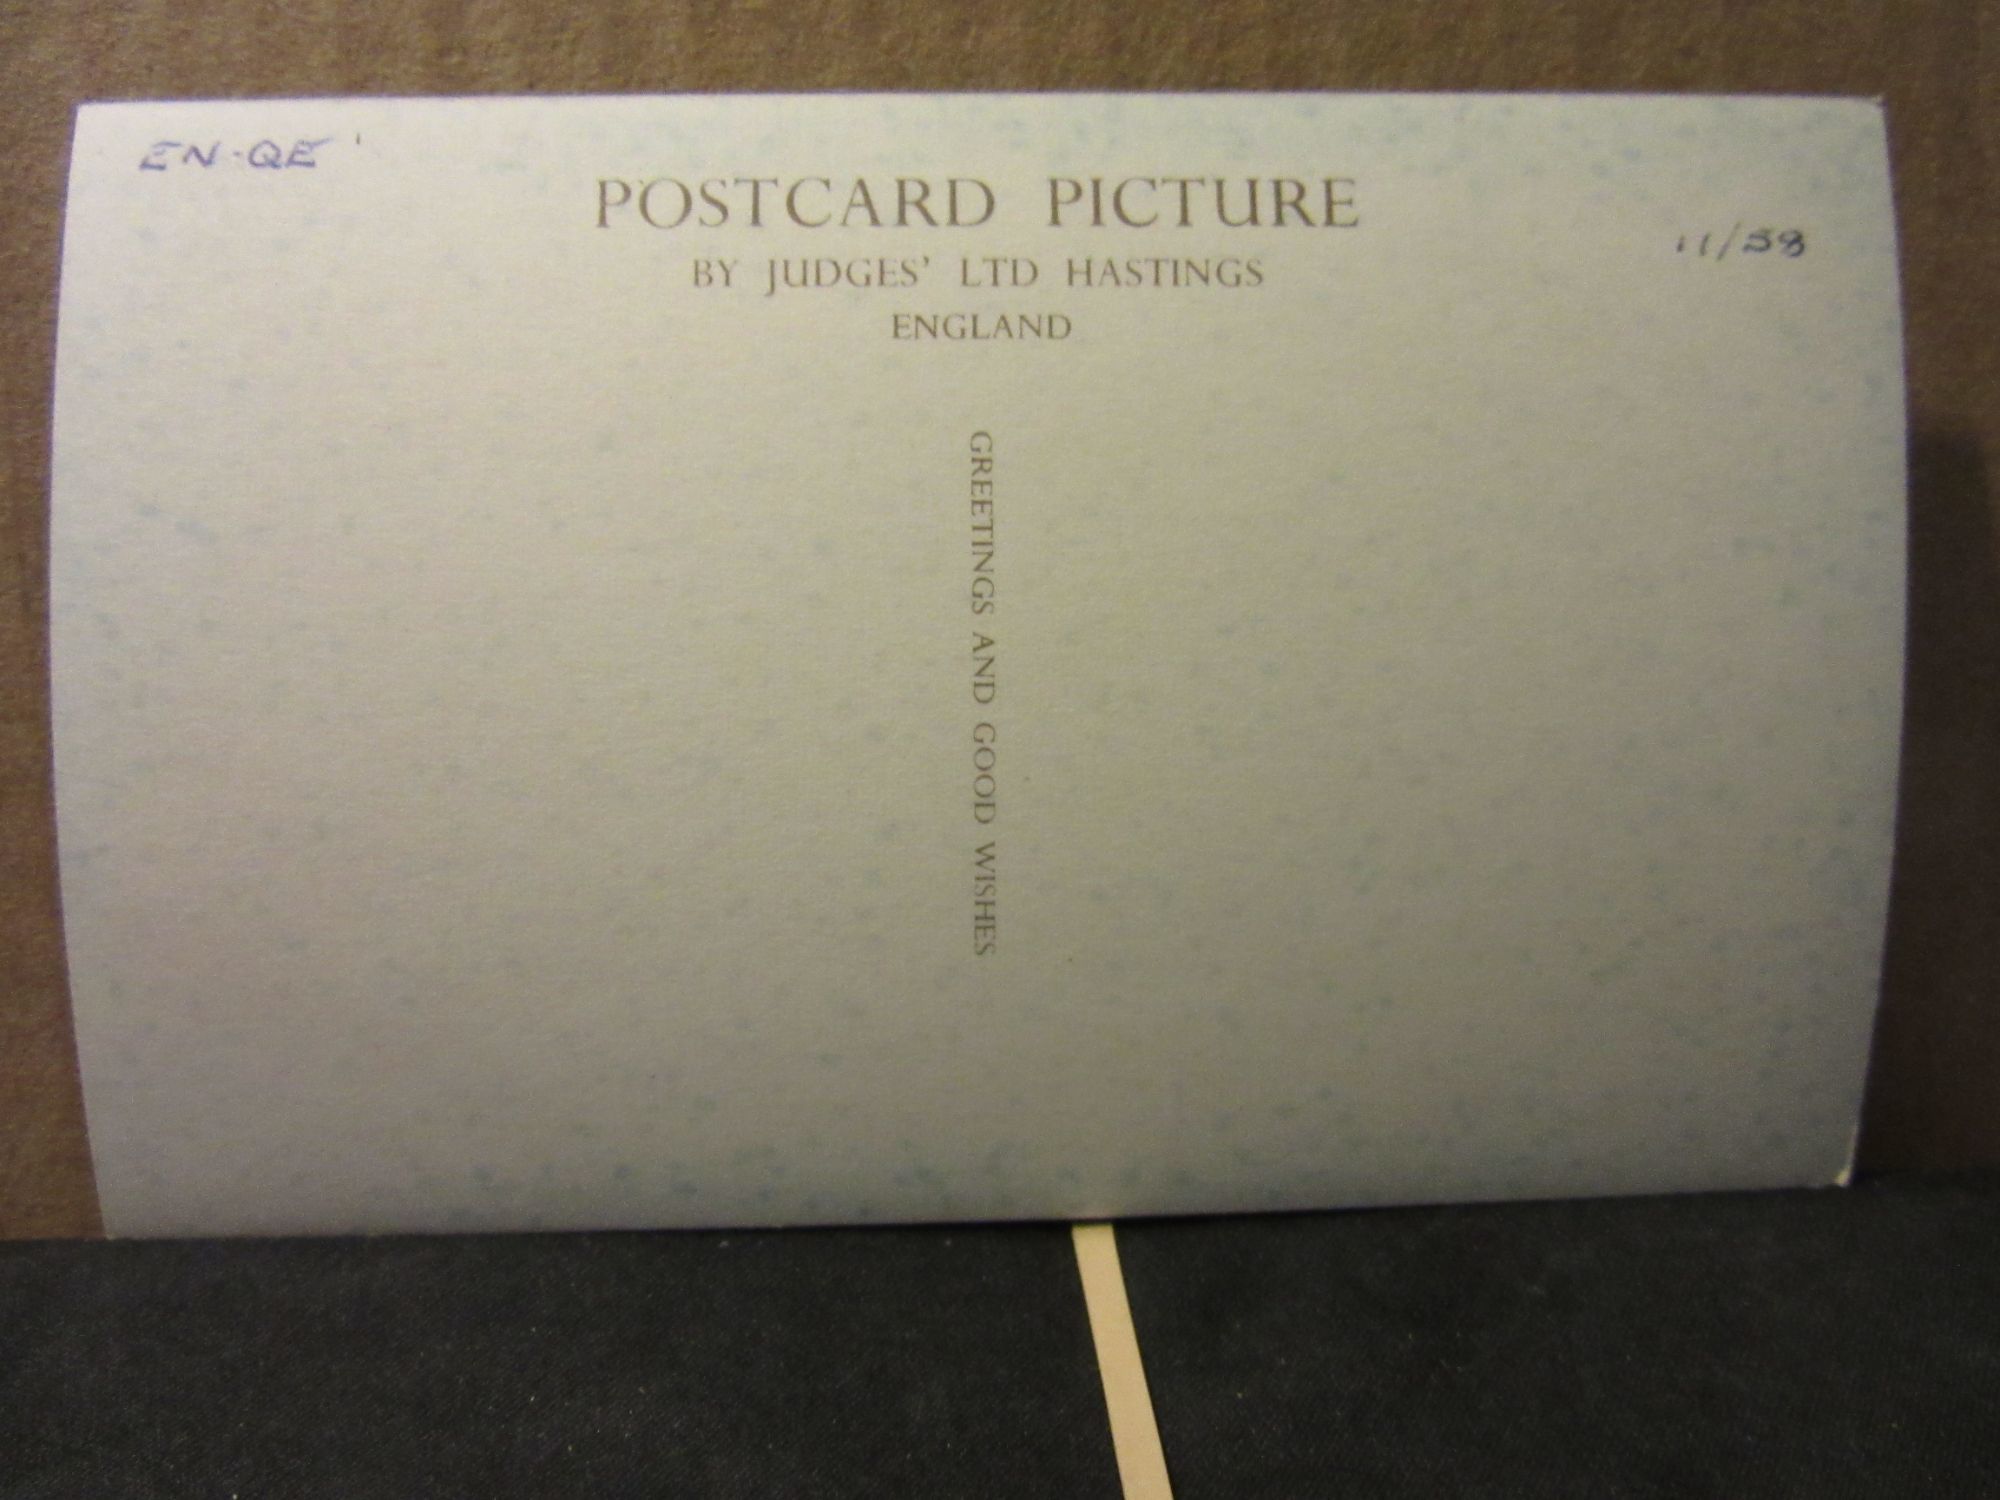 EN-QE
POSTCARD PICTURE
11/58
BY JUDGES' LTD HASTINGS
ENGLAND
GREETINGS AND GOOD WISHES